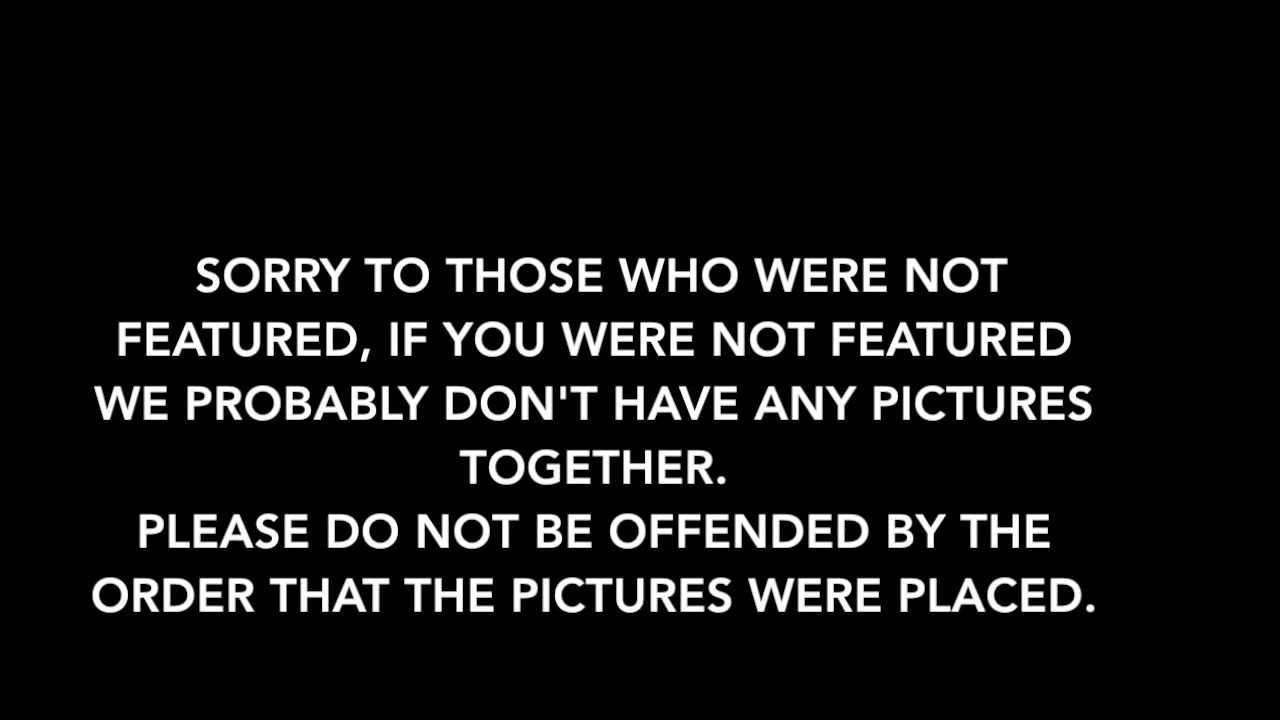 SORRY TO THOSE WHO WERE NOT
FEATURED, IF YOU WERE NOT FEATURED
WE PROBABLY DON'T HAVE ANY PICTURES
TOGETHER.
PLEASE DO NOT BE OFFENDED BY THE
ORDER THAT THE PICTURES WERE PLACED.